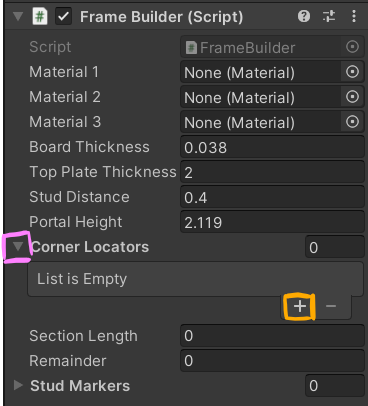 # Frame Builder (Script)
Script # FrameBuilder
Material 1 None (Material)
Material 2 None (Material)
Material 3 None (Material)
Board Thickness 0.038
Top Plate Thickness 2
Stud Distance 0.4
Portal Height 2.119
Corner Locators 0
List is Empty
+ −
Section Length 0
Remainder 0
Stud Markers 0